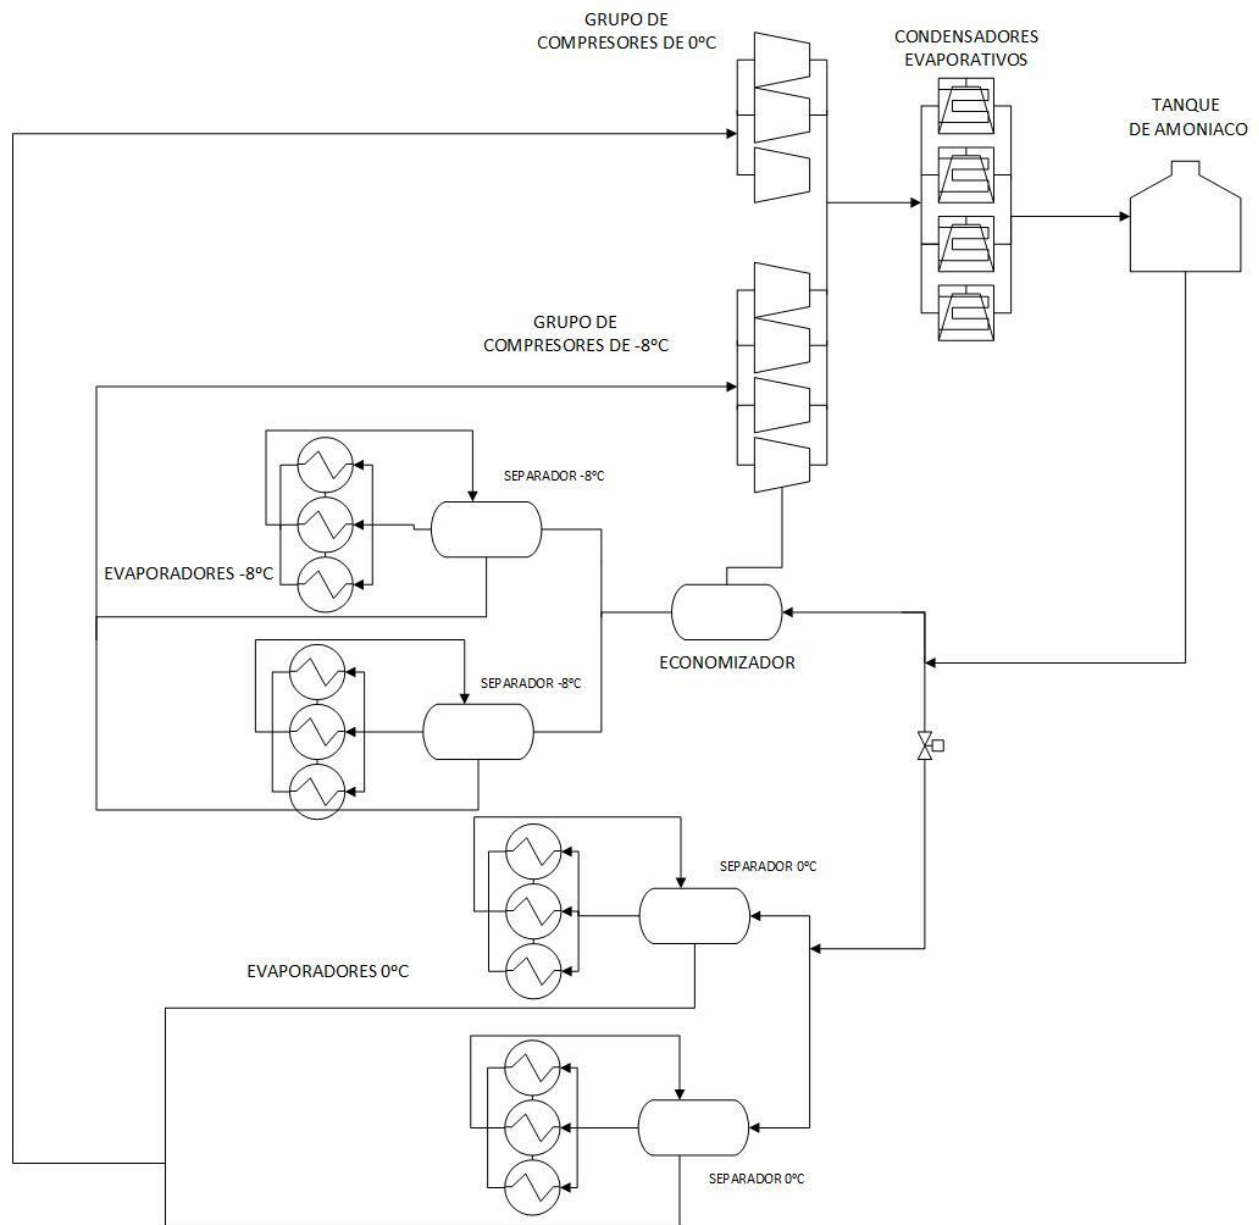 GRUPO DE
COMPRESORES DE 0ºC
CONDENSADORES
EVAPORATIVOS
TANQUE
DE AMONIACO
GRUPO DE
COMPRESORES DE -8ºC
SEPARADOR -8ºC
EVAPORADORES -8ºC
ECONOMIZADOR
SEPARADOR -8ºC
SEPARADOR 0ºC
EVAPORADORES 0ºC
SEPARADOR 0ºC